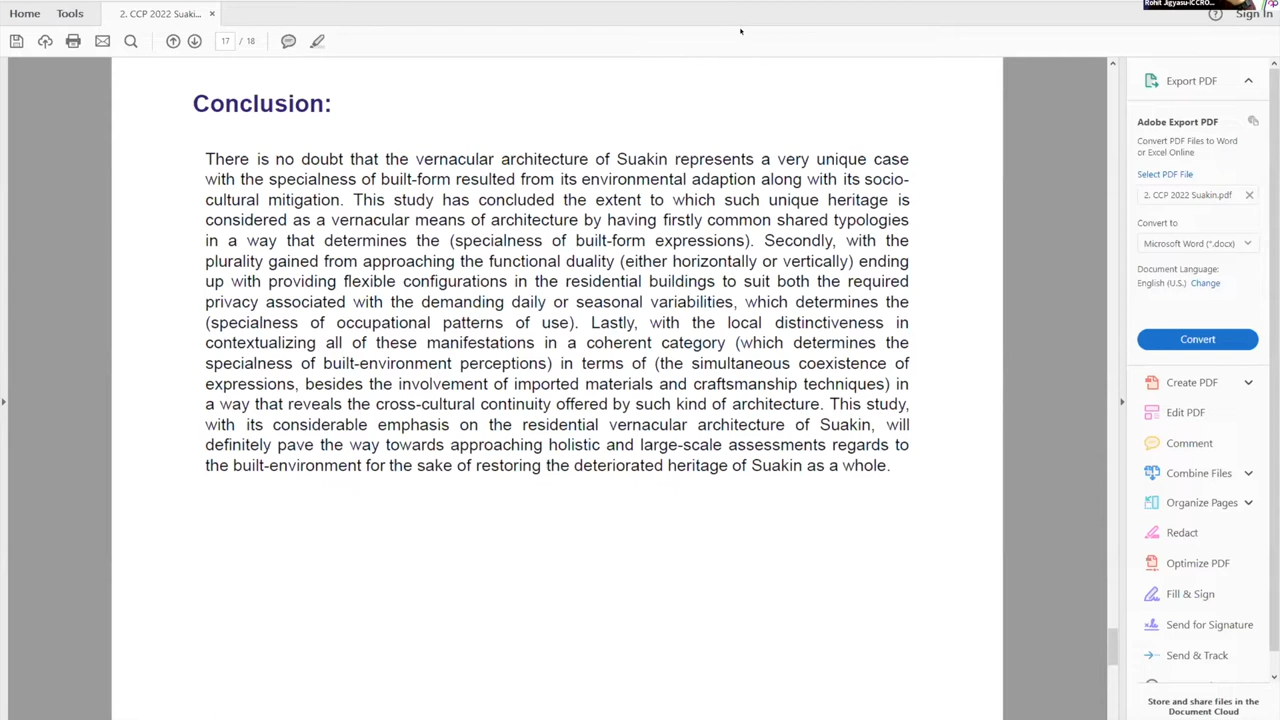 Home
Tools
2. CCP 2022 Suaki...
×
Rohit Jigyasu-ICCRO...
Sign In
17 / 18
Conclusion:
There is no doubt that the vernacular architecture of Suakin represents a very unique case
with the specialness of built-form resulted from its environmental adaption along with its socio-
cultural mitigation. This study has concluded the extent to which such unique heritage is
considered as a vernacular means of architecture by having firstly common shared typologies
in a way that determines the (specialness of built-form expressions). Secondly, with the
plurality gained from approaching the functional duality (either horizontally or vertically) ending
up with providing flexible configurations in the residential buildings to suit both the required
privacy associated with the demanding daily or seasonal variabilities, which determines the
(specialness of occupational patterns of use). Lastly, with the local distinctiveness in
contextualizing all of these manifestations in a coherent category (which determines the
specialness of built-environment perceptions) in terms of (the simultaneous coexistence of
expressions, besides the involvement of imported materials and craftsmanship techniques) in
a way that reveals the cross-cultural continuity offered by such kind of architecture. This study,
with its considerable emphasis on the residential vernacular architecture of Suakin, will
definitely pave the way towards approaching holistic and large-scale assessments regards to
the built-environment for the sake of restoring the deteriorated heritage of Suakin as a whole.
Export PDF
Adobe Export PDF
Convert PDF Files to Word
or Excel Online
Select PDF File
2. CCP 2022 Suakin.pdf
Convert to
Microsoft Word (*.docx)
Document Language:
English (U.S.) Change
Convert
Create PDF
Edit PDF
Comment
Combine Files
Organize Pages
Redact
Optimize PDF
Fill & Sign
Send for Signature
Send & Track
Store and share files in the
Document Cloud